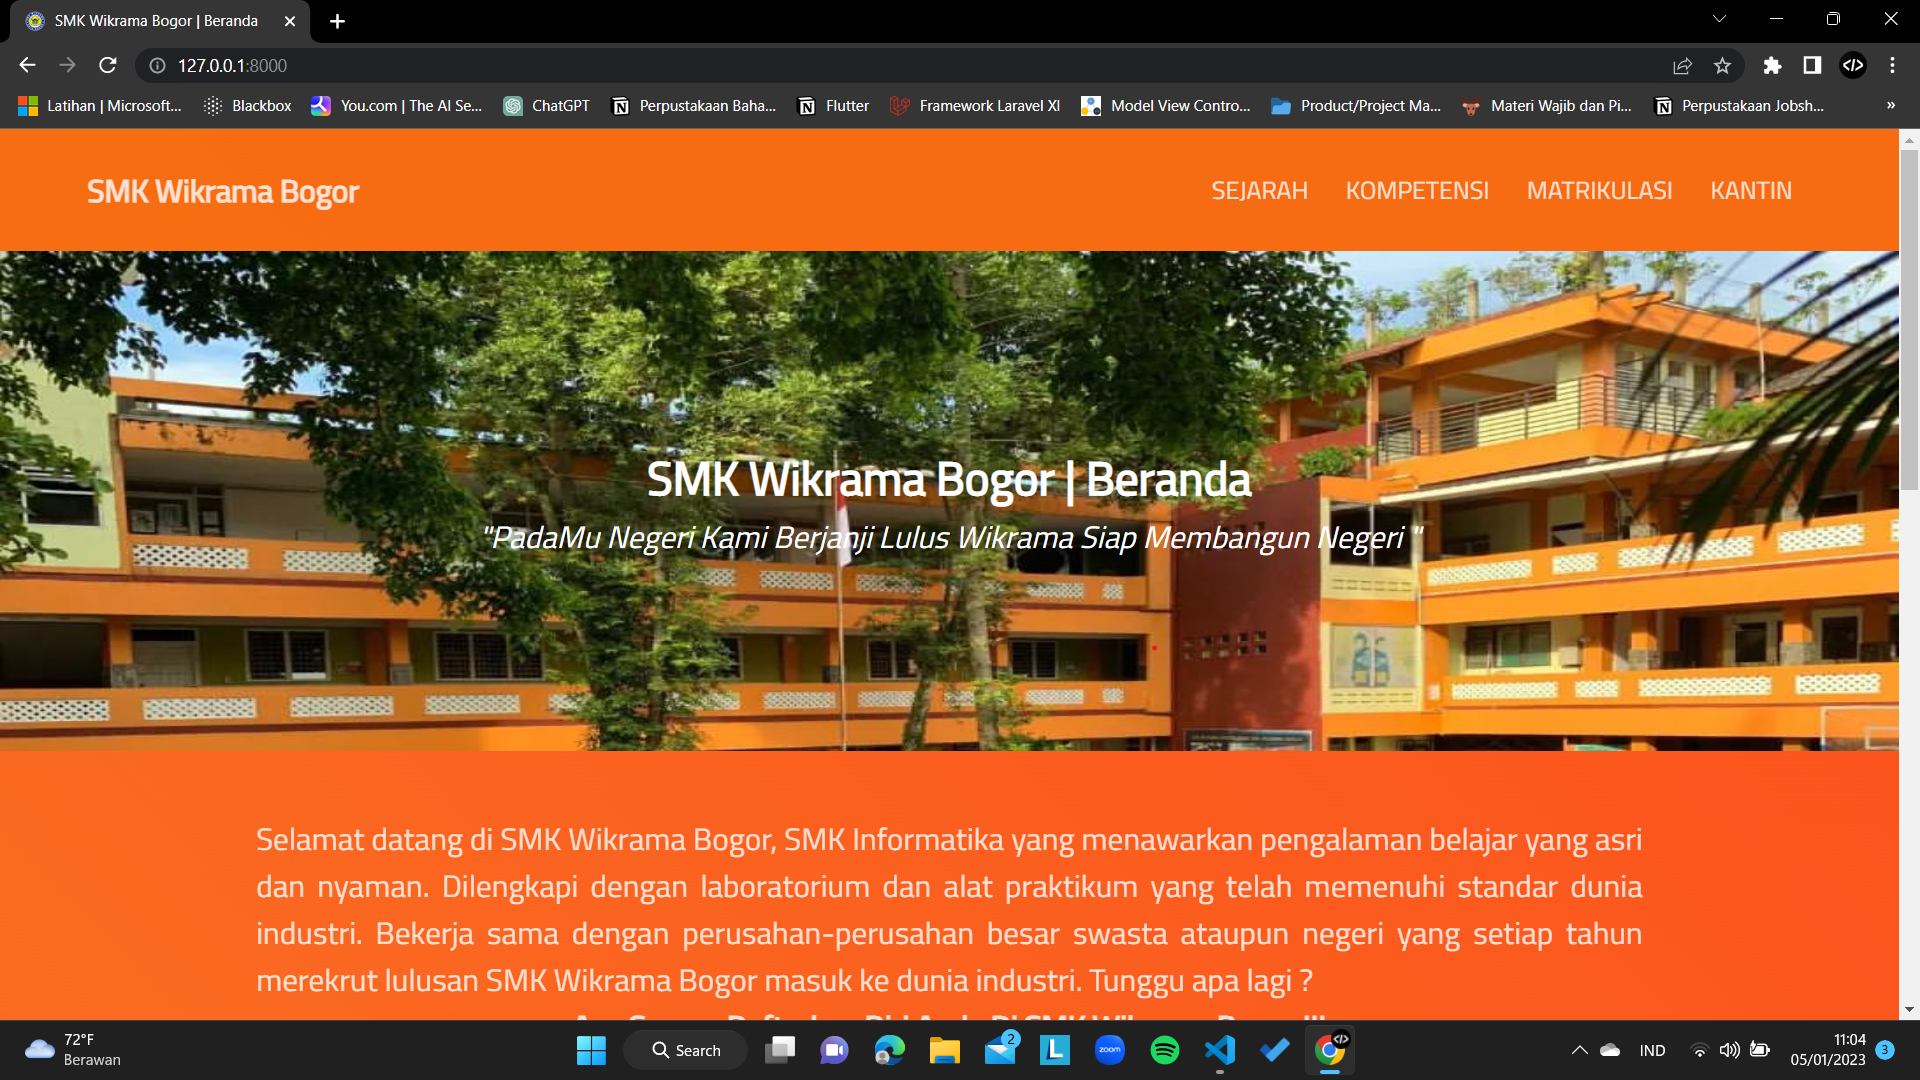 SMK Wikrama Bogor | Beranda
127.0.0.1:8000
Latihan | Microsoft...
Blackbox
You.com | The AI Se...
ChatGPT
Perpustakaan Baha...
Flutter
Framework Laravel XI
Model View Contro...
Product/Project Ma...
Materi Wajib dan Pi...
Perpustakaan Jobsh...
»
SMK Wikrama Bogor
SEJARAH
KOMPETENSI
MATRIKULASI
KANTIN
SMK Wikrama Bogor | Beranda
"PadaMu Negeri Kami Berjanji Lulus Wikrama Siap Membangun Negeri "
Selamat datang di SMK Wikrama Bogor, SMK Informatika yang menawarkan pengalaman belajar yang asri
dan nyaman. Dilengkapi dengan laboratorium dan alat praktikum yang telah memenuhi standar dunia
industri. Bekerja sama dengan perusahan-perusahan besar swasta ataupun negeri yang setiap tahun
merekrut lulusan SMK Wikrama Bogor masuk ke dunia industri. Tunggu apa lagi ?
72°F
Berawan
Search
2
L
zoom
IND
11:04
05/01/2023
3